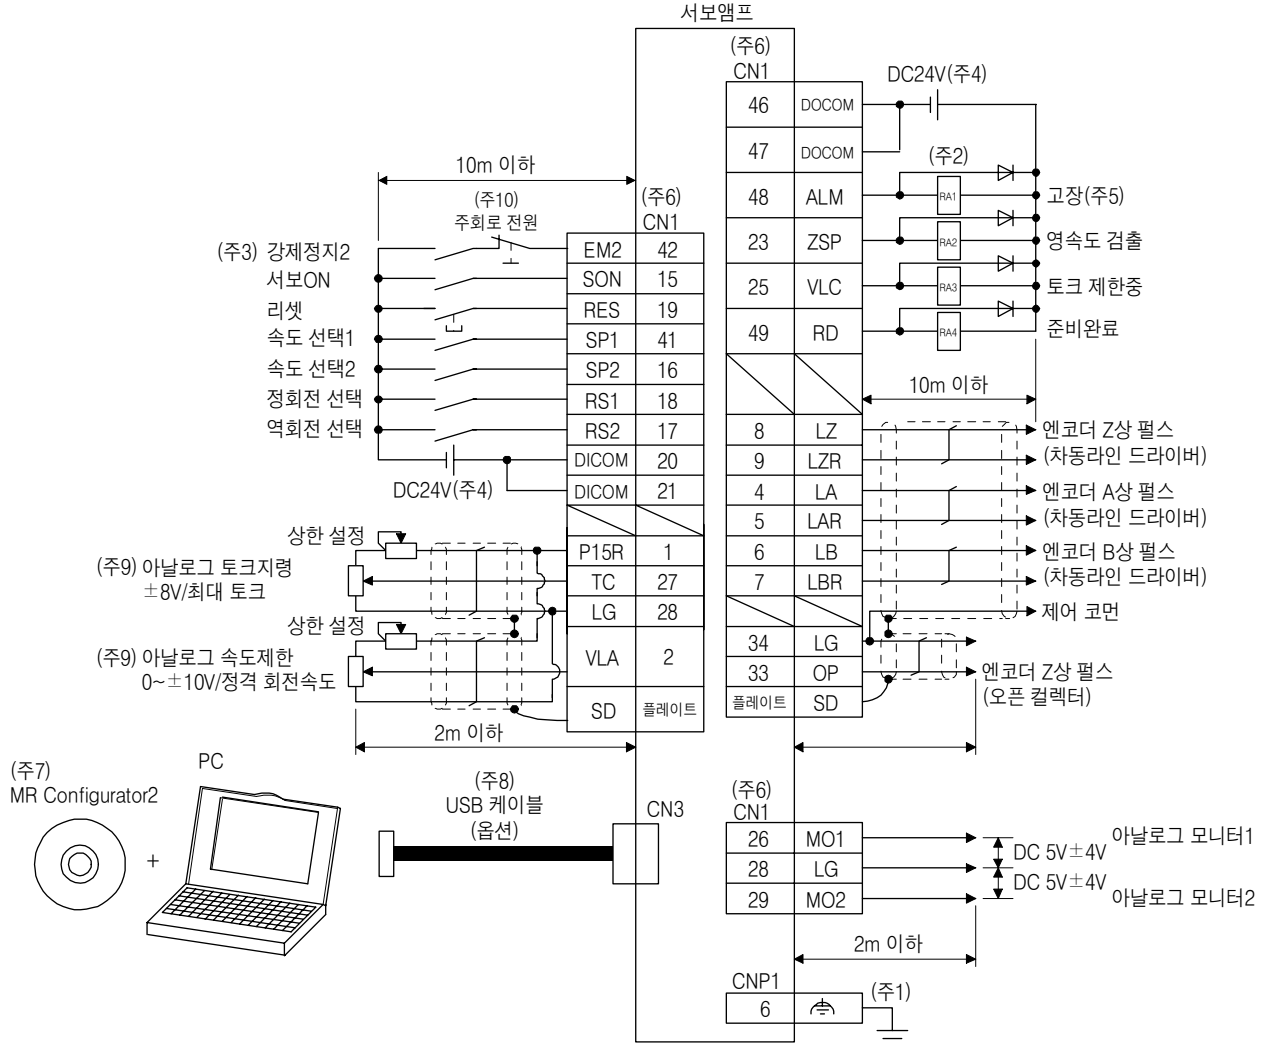 서보앰프
(주6)
CN1
DC24V(주4)
46 DOCOM
47 DOCOM
(주2)
48 ALM RA1 고장(주5)
23 ZSP RA2 영속도 검출
25 VLC RA3 토크 제한중
49 RD RA4 준비완료
10m 이하
8 LZ 엔코더 Z상 펄스
9 LZR (차동라인 드라이버)
4 LA 엔코더 A상 펄스
5 LAR (차동라인 드라이버)
6 LB 엔코더 B상 펄스
7 LBR (차동라인 드라이버)
제어 코먼
34 LG
33 OP 엔코더 Z상 펄스
(오픈 컬렉터)
플레이트 SD
10m 이하
(주10)
주회로 전원
(주6)
CN1
(주3) 강제정지2 EM2 42
서보ON SON 15
리셋 RES 19
속도 선택1 SP1 41
속도 선택2 SP2 16
정회전 선택 RS1 18
역회전 선택 RS2 17
DICOM 20
DC24V(주4) DICOM 21
상한 설정
P15R 1
(주9) 아날로그 토크지령
±8V/최대 토크
TC 27
LG 28
상한 설정
(주9) 아날로그 속도제한
0~±10V/정격 회전속도
VLA 2
SD 플레이트
2m 이하
(주7)
MR Configurator2
PC
+
(주8)
USB 케이블
(옵션)
CN3
(주6)
CN1
26 MO1 아날로그 모니터1
DC 5V±4V
28 LG
DC 5V±4V
29 MO2 아날로그 모니터2
2m 이하
CNP1
6 (주1)